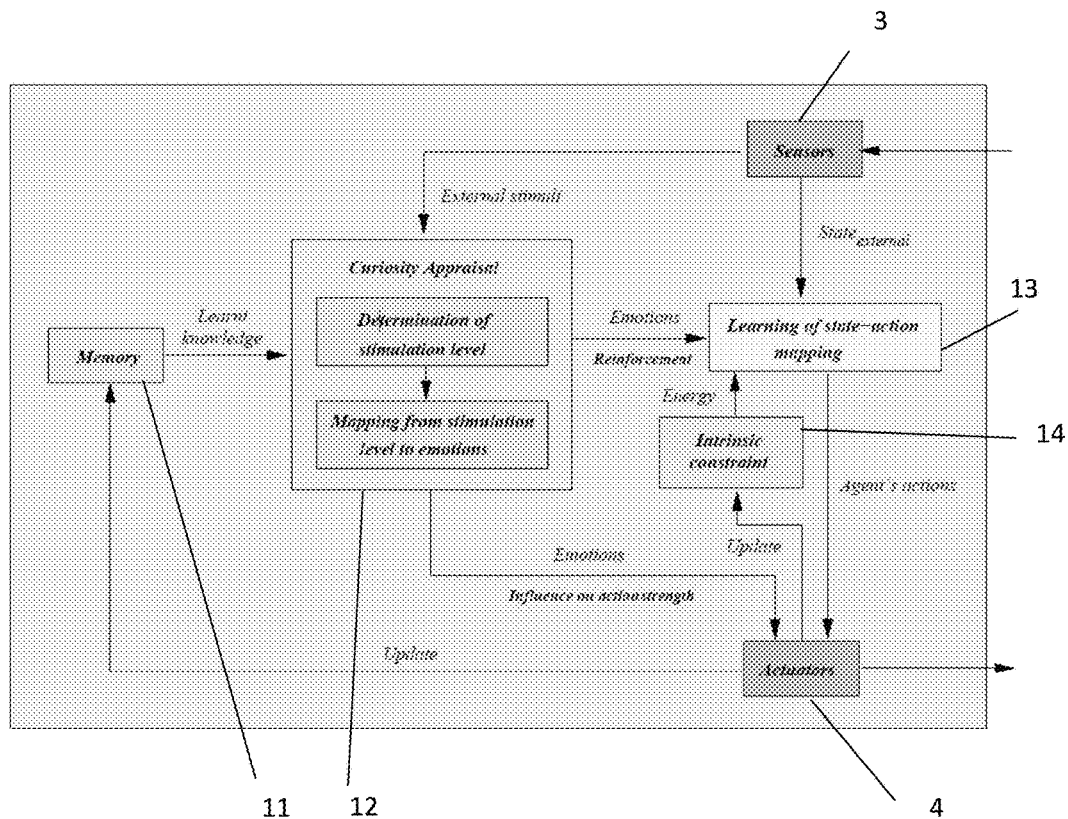 3
Sensors
External stimuli
State external
Curiosity Appraisal
13
Learnt
knowledge
Determination of
stimulation level
Emotions
Reinforcement
Learning of state-action
mapping
Memory
Energy
Mapping from stimulation
level to emotions
Intrinsic
constraint
14
Agent's actions
Update
Emotions
Influence on action strength
Update
Actuators
11
12
4